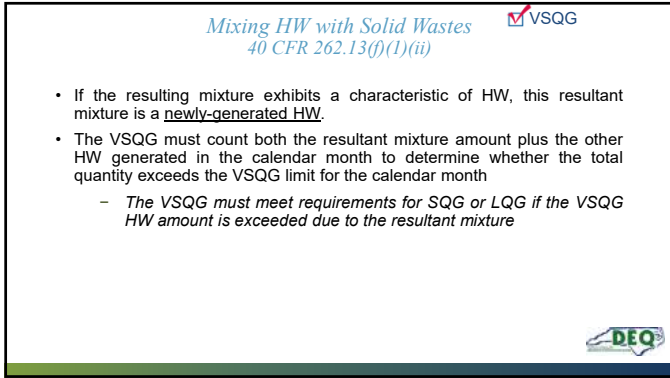 Mixing HW with Solid Wastes
VSQG
40 CFR 262.13(f)(1)(ii)
• If the resulting mixture exhibits a characteristic of HW, this resultant
mixture is a newly-generated HW.
• The VSQG must count both the resultant mixture amount plus the other
HW generated in the calendar month to determine whether the total
quantity exceeds the VSQG limit for the calendar month
− The VSQG must meet requirements for SQG or LQG if the VSQG
HW amount is exceeded due to the resultant mixture
DEQ